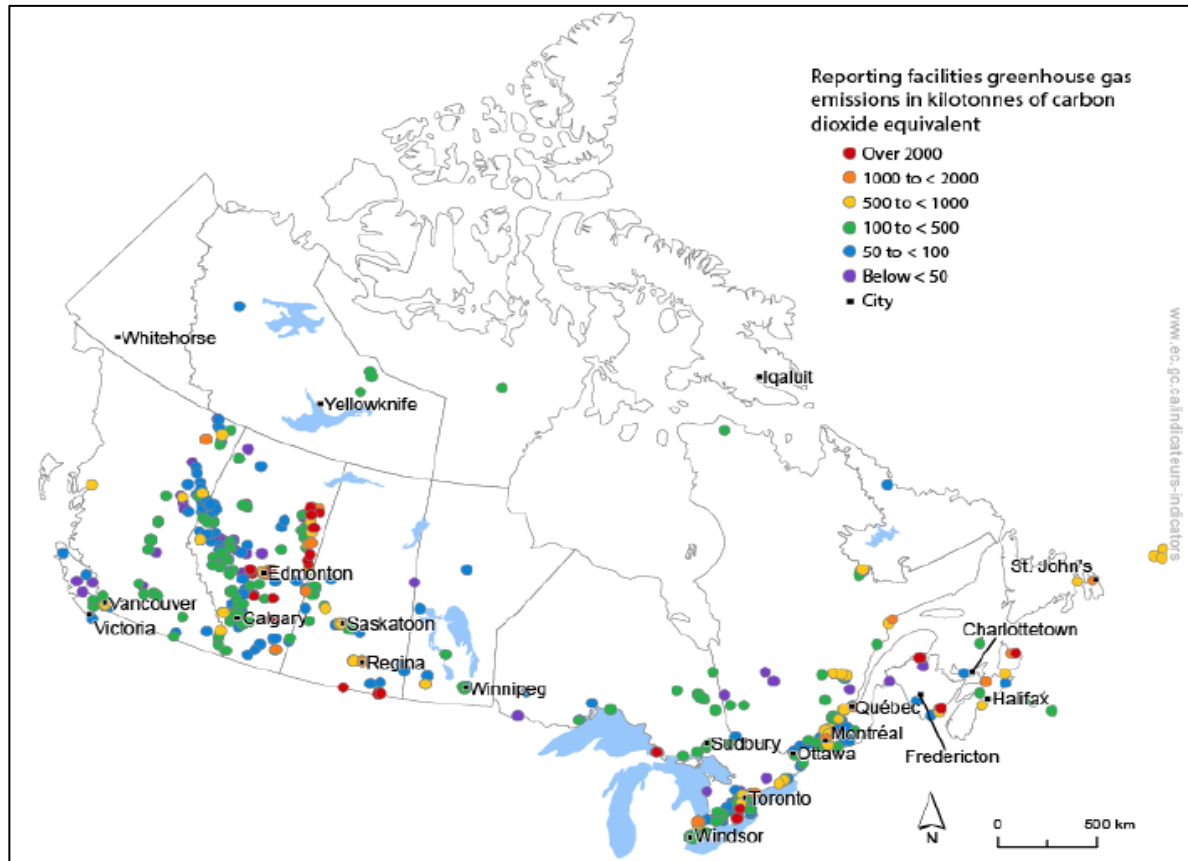 Reporting facilities greenhouse gas
emissions in kilotonnes of carbon
dioxide equivalent
Over 2000
1000 to < 2000
500 to < 1000
100 to < 500
50 to < 100
Below < 50
City
www.ec.gc.ca/indicateurs-indicators
Whitehorse
Iqaluit
Yellowknife
Edmonton
St. John's
Vancouver
Victoria
Calgary
Saskatoon
Charlottetown
Regina
Winnipeg
Halifax
Québec
Montréal
Sudbury
Ottawa
Fredericton
Toronto
Windsor
N
0
500 km